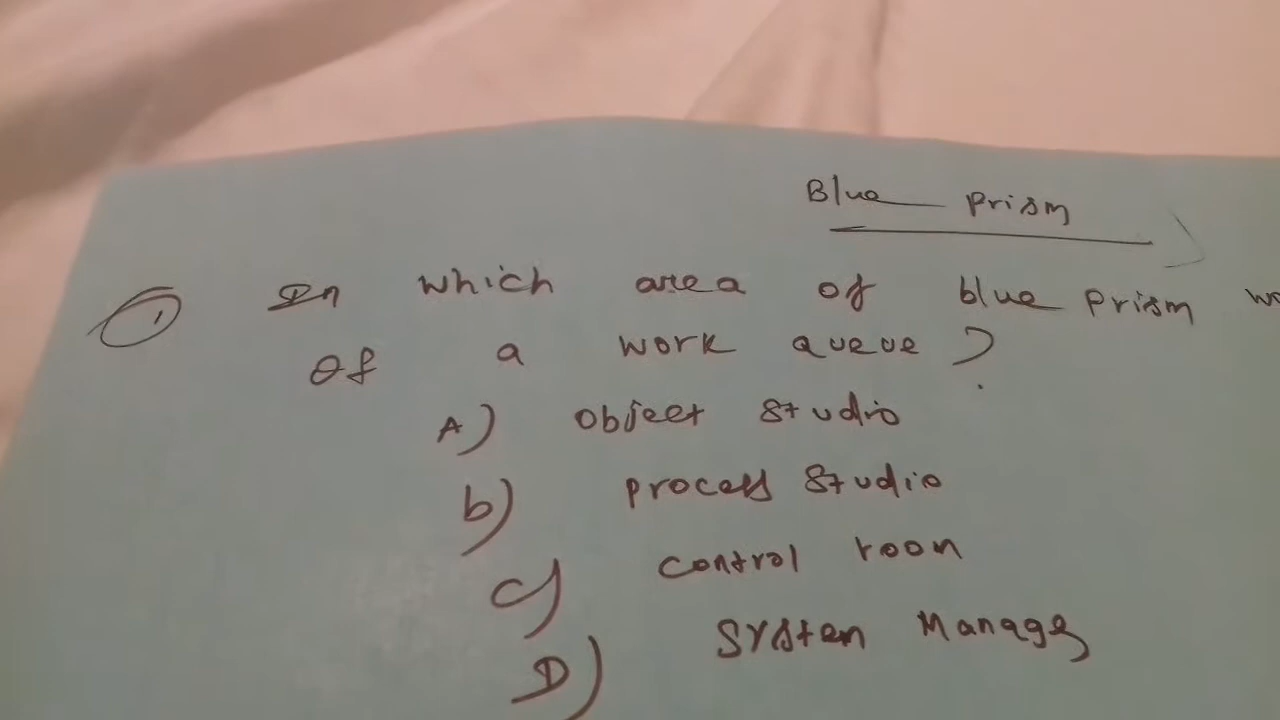 Blue Prism
1) In which area of blue prism
of a work queue?
A) object studio
b) process studio
c) control room
D) System Manager